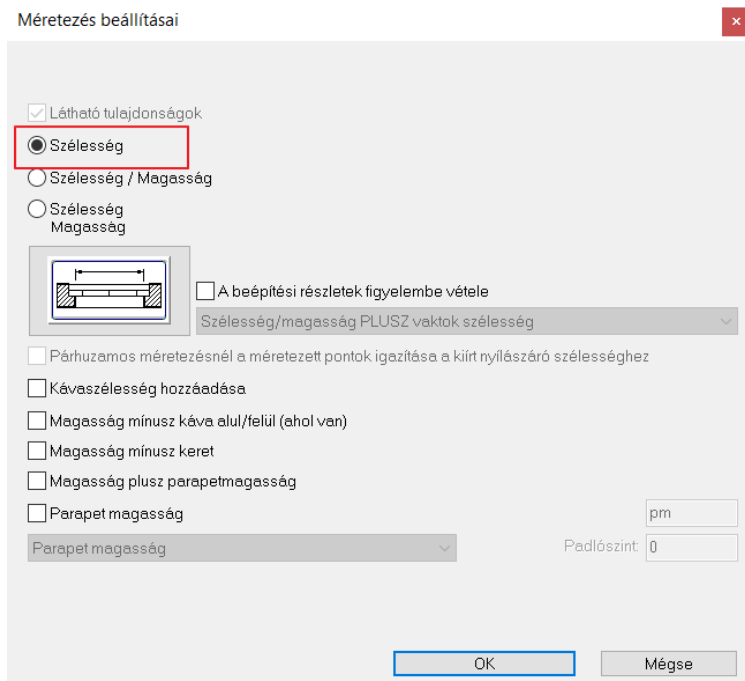 Méretezés beállításai
×
Látható tulajdonságok
Szélesség
Szélesség / Magasság
Szélesség
Magasság
A beépítési részletek figyelembe vétele
Szélesség/magasság PLUSZ vaktok szélesség
Párhuzamos méretezésnél a méretezett pontok igazítása a kiírt nyílászáró szélességhez
Kávaszélesség hozzáadása
Magasság mínusz káva alul/felül (ahol van)
Magasság mínusz keret
Magasság plusz parapetmagasság
Parapet magasság pm
Parapet magasság Padlószint: 0
OK Mégse